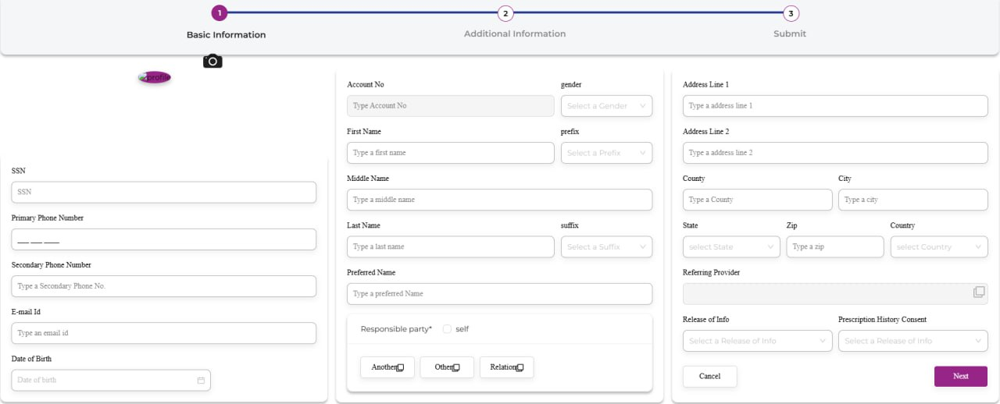 1
2
3
Basic Information
Additional Information
Submit
profile
SSN
SSN
Primary Phone Number
___ ___ ____
Secondary Phone Number
Type a Secondary Phone No.
E-mail Id
Type an email id
Date of Birth
Date of birth
Account No
gender
Type Account No
Select a Gender
First Name
prefix
Type a first name
Select a Prefix
Middle Name
Type a middle name
Last Name
suffix
Type a last name
Select a Suffix
Preferred Name
Type a preferred Name
Responsible party*
self
Another
Other
Relation
Address Line 1
Type a address line 1
Address Line 2
Type a address line 2
County
City
Type a County
Type a city
State
Zip
Country
select State
Type a zip
select Country
Referring Provider
Release of Info
Prescription History Consent
Select a Release of Info
Select a Release of Info
Cancel
Next